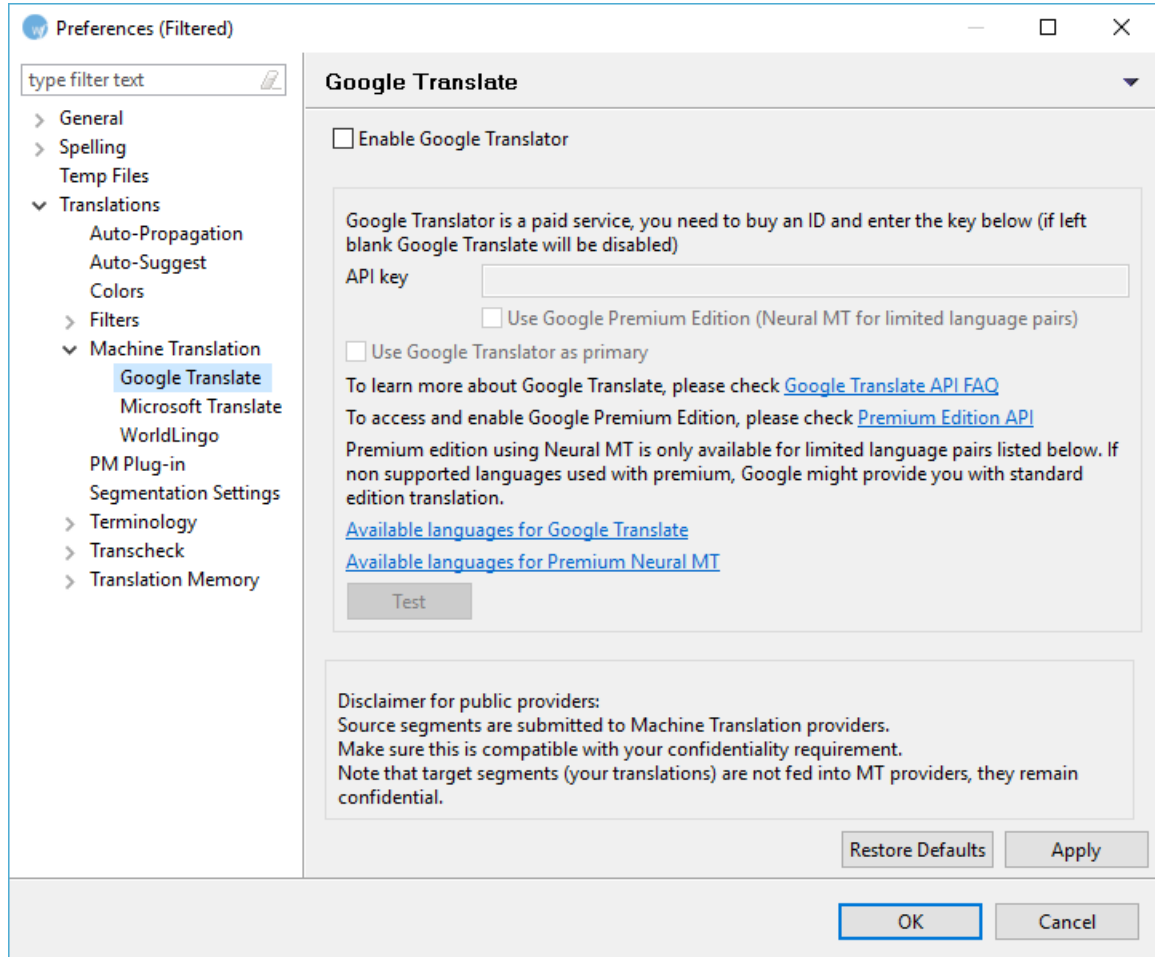 Preferences (Filtered)
type filter text
General
Spelling
Temp Files
Translations
Auto-Propagation
Auto-Suggest
Colors
Filters
Machine Translation
Google Translate
Microsoft Translate
WorldLingo
PM Plug-in
Segmentation Settings
Terminology
Transcheck
Translation Memory
Google Translate
Enable Google Translator
Google Translator is a paid service, you need to buy an ID and enter the key below (if left
blank Google Translate will be disabled)
API key
Use Google Premium Edition (Neural MT for limited language pairs)
Use Google Translator as primary
To learn more about Google Translate, please check Google Translate API FAQ
To access and enable Google Premium Edition, please check Premium Edition API
Premium edition using Neural MT is only available for limited language pairs listed below. If
non supported languages used with premium, Google might provide you with standard
edition translation.
Available languages for Google Translate
Available languages for Premium Neural MT
Test
Disclaimer for public providers:
Source segments are submitted to Machine Translation providers.
Make sure this is compatible with your confidentiality requirement.
Note that target segments (your translations) are not fed into MT providers, they remain
confidential.
Restore Defaults
Apply
OK
Cancel